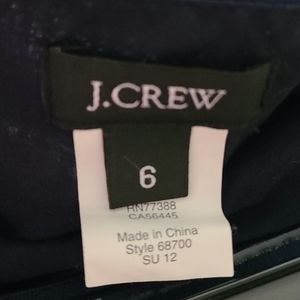 J.CREW
6
RN77388
CA56445
Made in China
Style 68700
SU 12